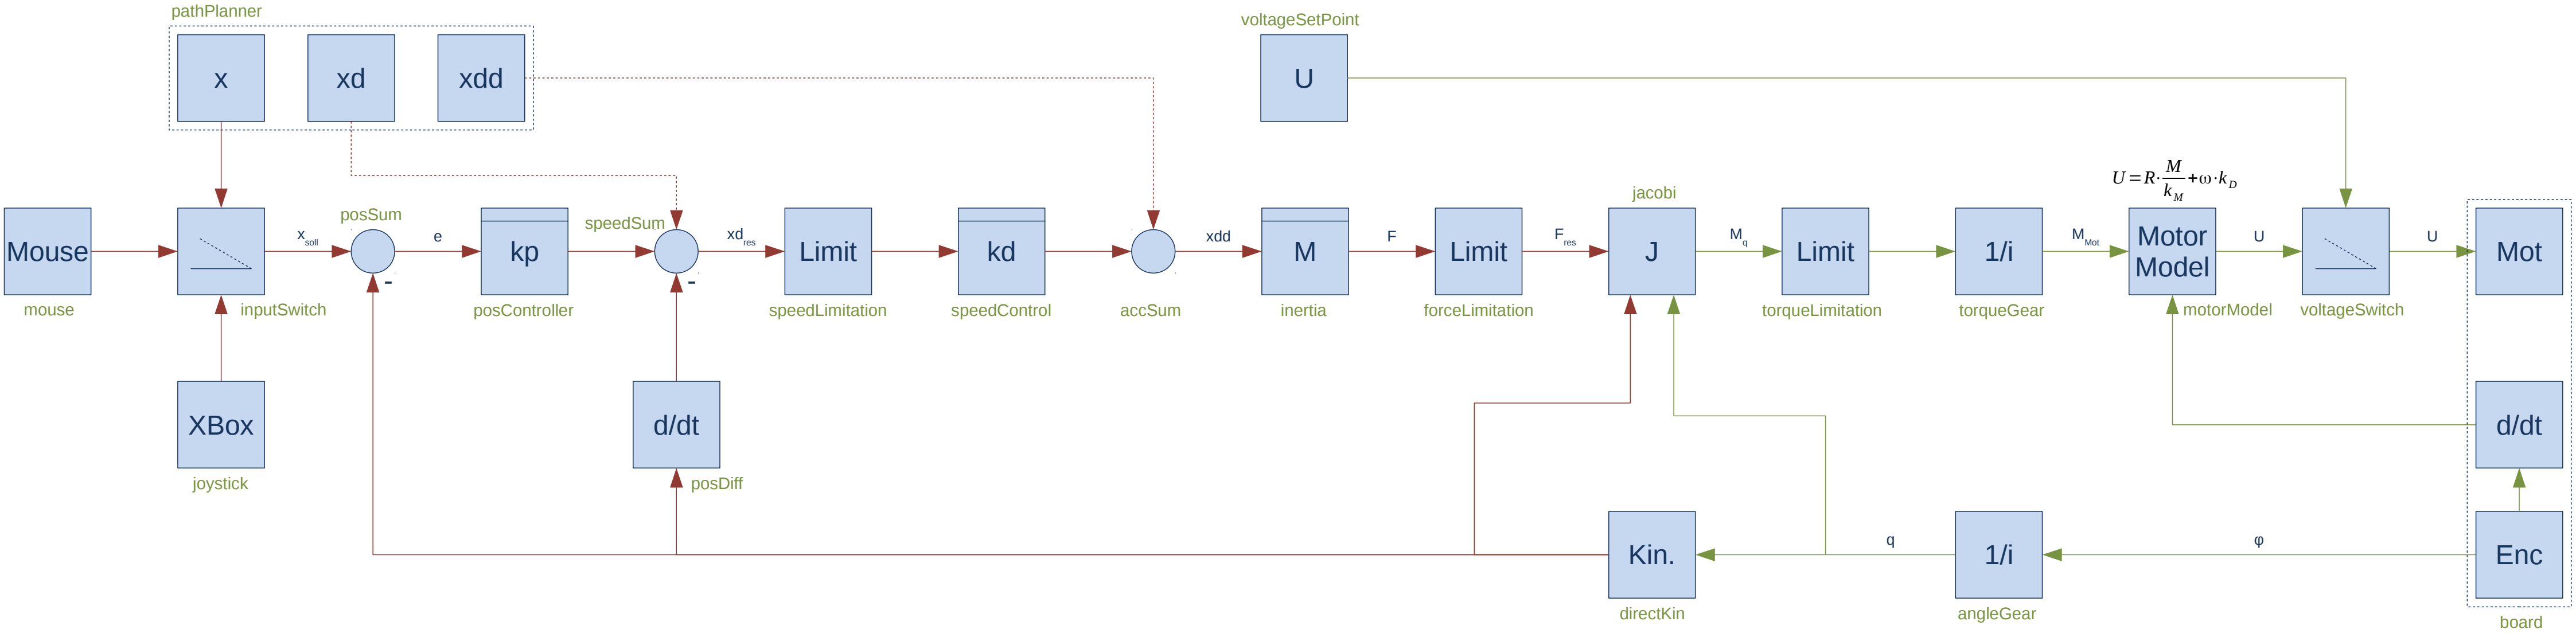 pathPlanner
voltageSetPoint
x
xd
xdd
U
U=R·M/k_M+ω·k_D
jacobi
posSum
speedSum
Mouse
x_soll
e
kp
xd_res
Limit
kd
xdd
M
F
Limit
F_res
J
M_q
Limit
1/i
M_Mot
Motor
Model
U
U
Mot
-
-
mouse
inputSwitch
posController
speedLimitation
speedControl
accSum
inertia
forceLimitation
torqueLimitation
torqueGear
motorModel
voltageSwitch
XBox
d/dt
d/dt
joystick
posDiff
Kin.
q
1/i
φ
Enc
directKin
angleGear
board